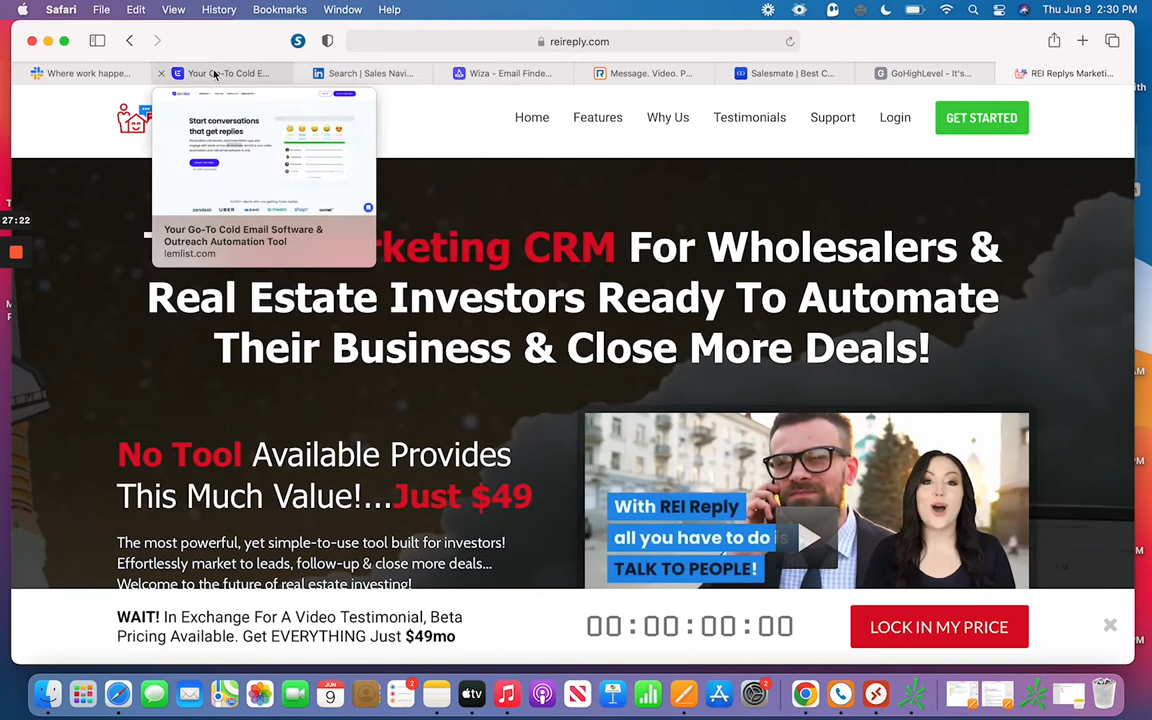 Safari File Edit View History Bookmarks Window Help Thu Jun 9 2:30 PM
reireply.com
Where work happe... Your Go-To Cold E... Search | Sales Navi... Wiza - Email Finde... Message. Video. P... Salesmate | Best C... GoHighLevel - It's... REI Replys Marketi...
Home Features Why Us Testimonials Support Login GET STARTED
Start conversations
that get replies
Your Go-To Cold Email Software &
Outreach Automation Tool
lemlist.com
27:22
rketing CRM For Wholesalers &
Real Estate Investors Ready To Automate
Their Business & Close More Deals!
No Tool Available Provides
This Much Value!...Just $49
The most powerful, yet simple-to-use tool built for investors!
Effortlessly market to leads, follow-up & close more deals...
Welcome to the future of real estate investing!
With REI Reply
all you have to do is
TALK TO PEOPLE!
WAIT! In Exchange For A Video Testimonial, Beta
Pricing Available. Get EVERYTHING Just $49mo
00:00:00:00
LOCK IN MY PRICE